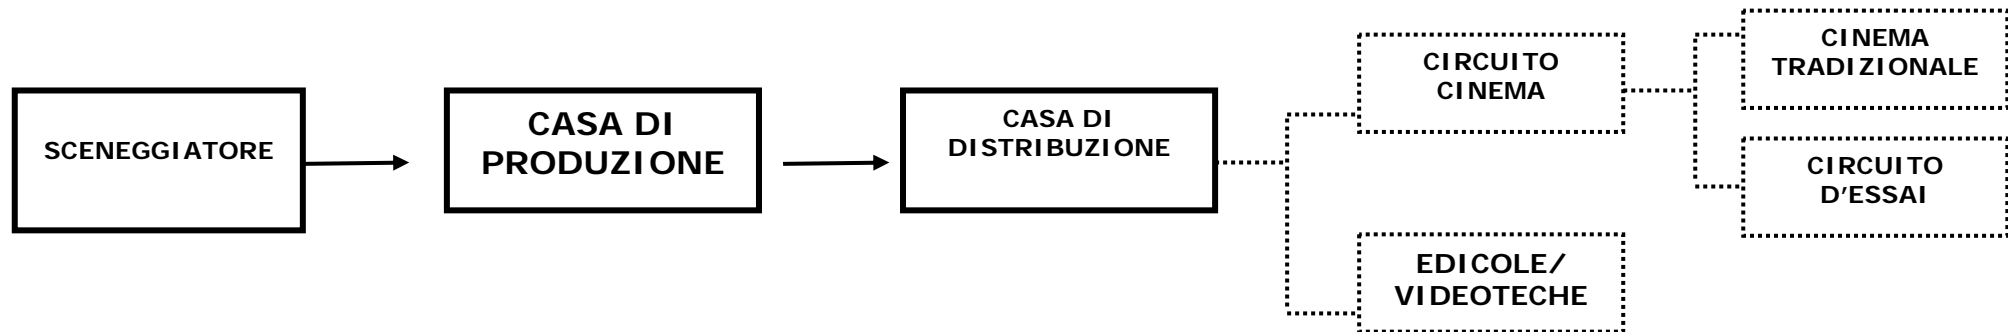 SCENEGGIATORE
CASA DI
PRODUZIONE
CASA DI
DISTRIBUZIONE
CIRCUITO
CINEMA
EDICOLE/
VIDEOTECHE
CINEMA
TRADIZIONALE
CIRCUITO
D’ESSAI